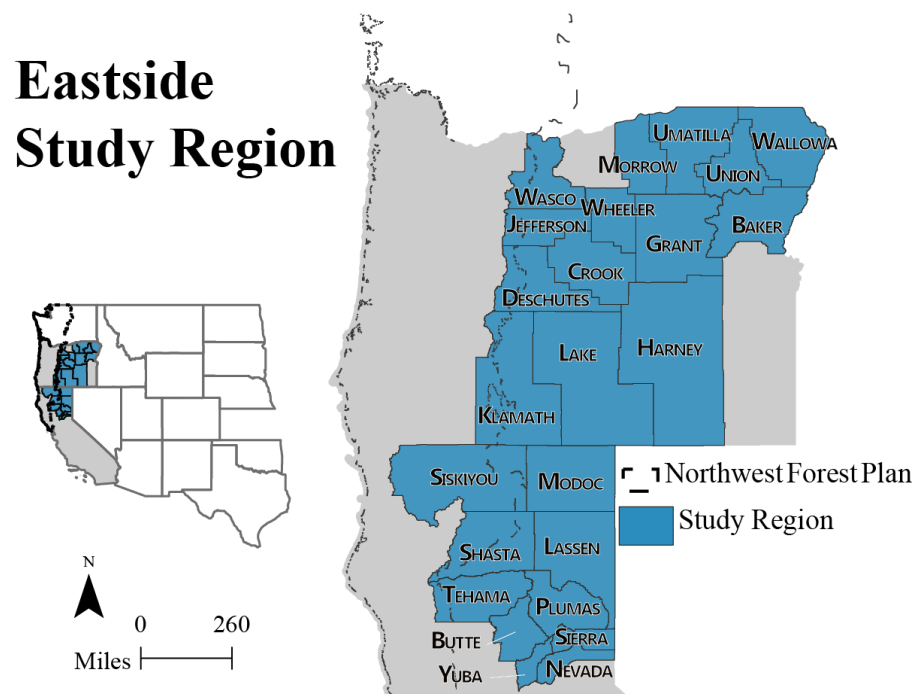 Eastside
Study Region
UMATILLA
WALLOWA
MORROW
UNION
WASCO
WHEELER
JEFFERSON
BAKER
GRANT
CROOK
DESCHUTES
LAKE
HARNEY
KLAMATH
SISKIYOU
MODOC
Northwest Forest Plan
Study Region
SHASTA
LASSEN
TEHAMA
PLUMAS
BUTTE
SIERRA
YUBA
NEVADA
N
0 260
Miles